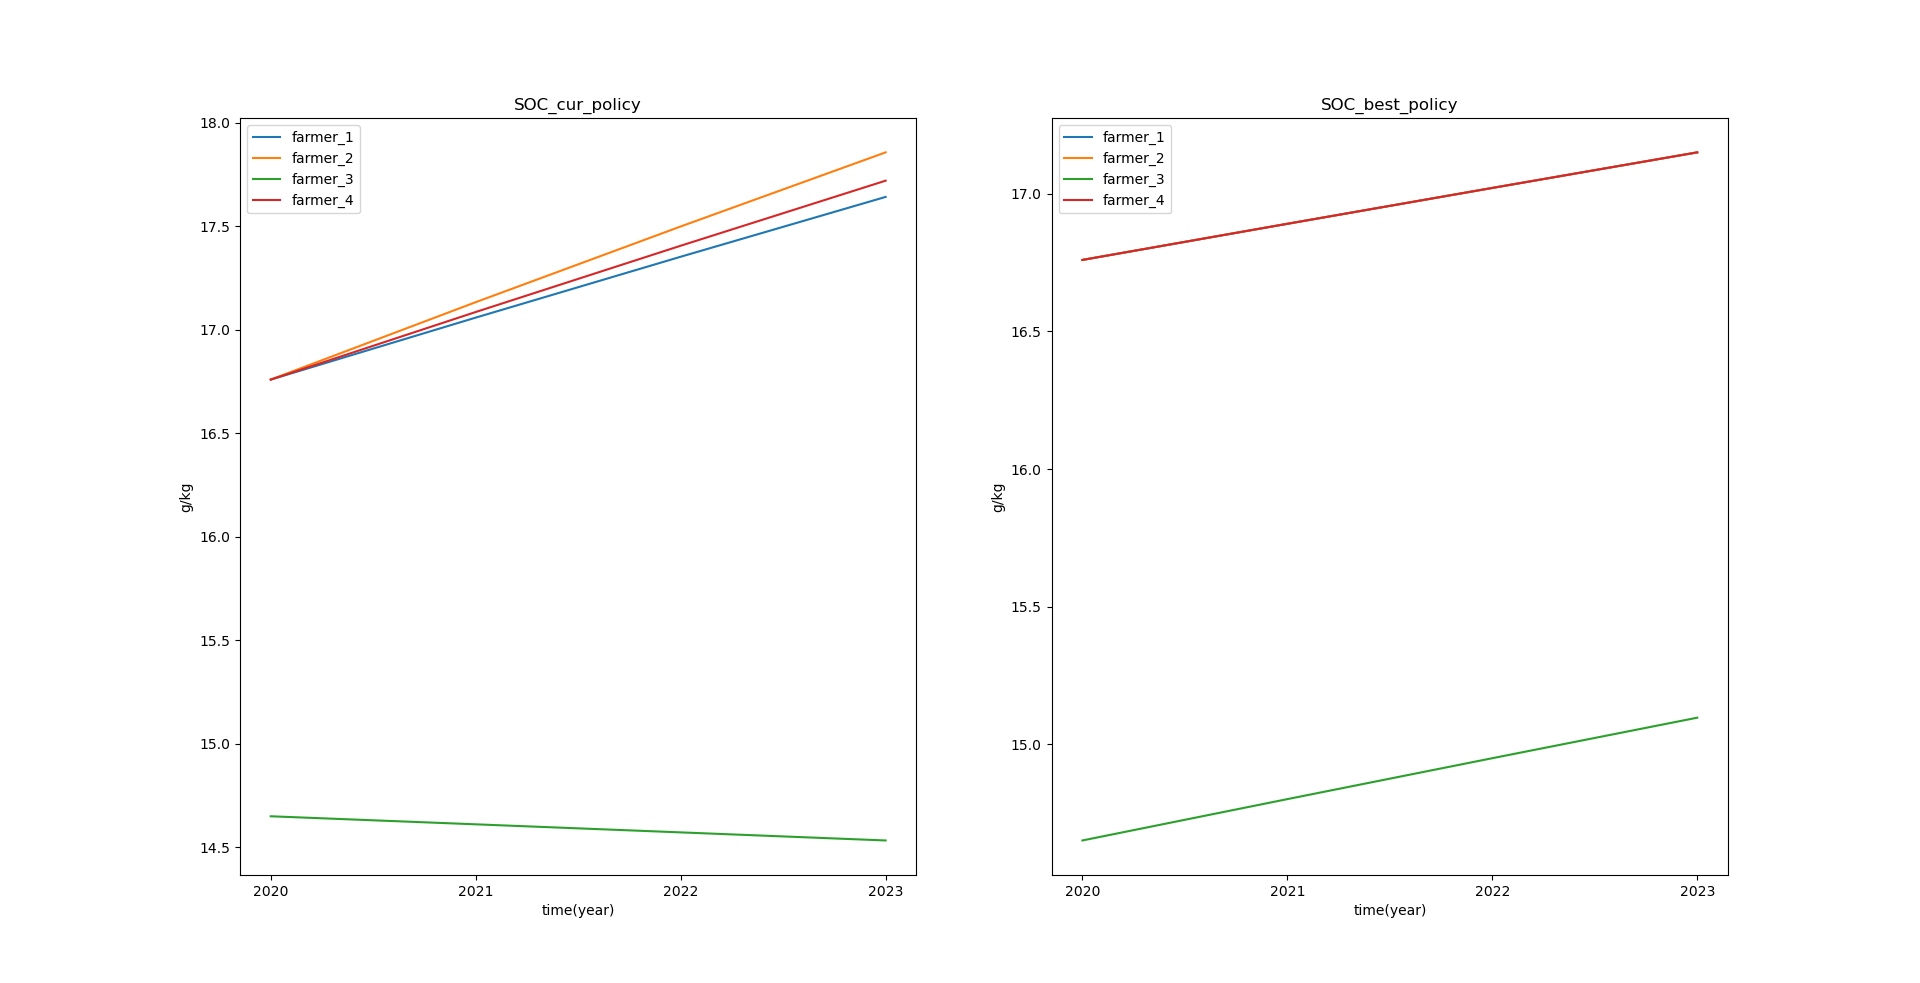 SOC_cur_policy
farmer_1
farmer_2
farmer_3
farmer_4
18.0
17.5
17.0
16.5
16.0
15.5
15.0
14.5
g/kg
2020 2021 2022 2023
time(year)
SOC_best_policy
farmer_1
farmer_2
farmer_3
farmer_4
17.0
16.5
16.0
15.5
15.0
g/kg
2020 2021 2022 2023
time(year)